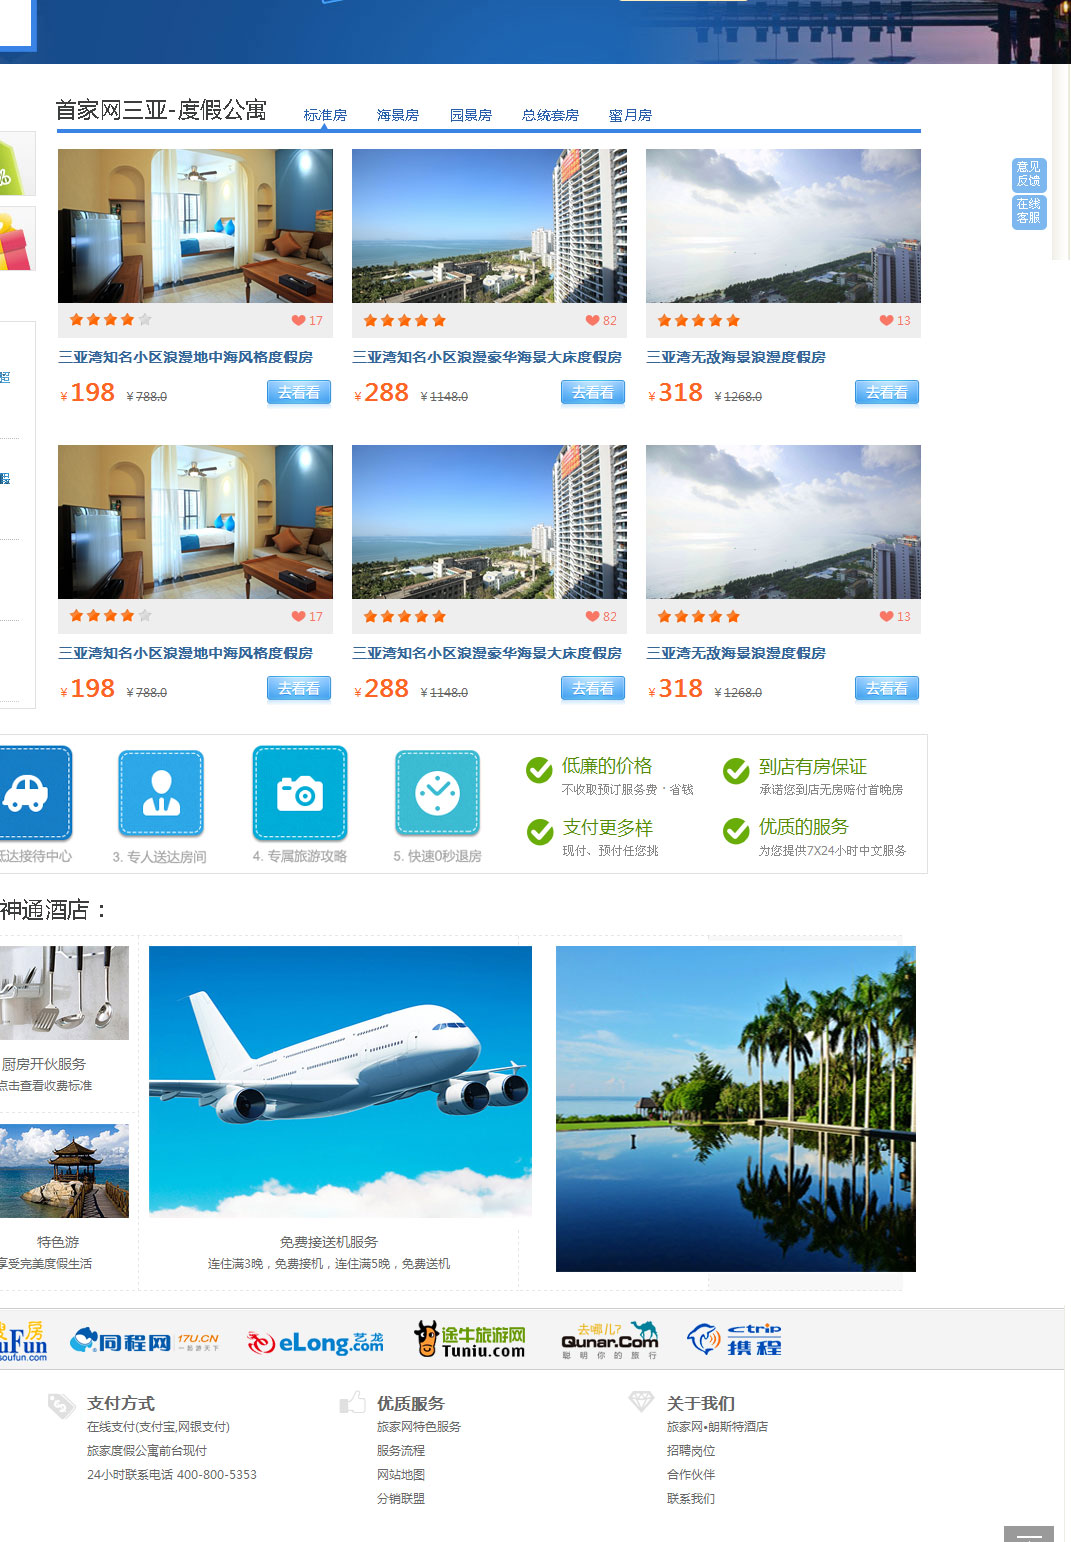 首家网三亚-度假公寓
标准房 海景房 园景房 总统套房 蜜月房
意见
反馈
在线
客服
17 82 13
三亚湾知名小区浪漫地中海风格度假房 三亚湾知名小区浪漫豪华海景大床度假房 三亚湾无敌海景浪漫度假房
¥198 ¥788.0 去看看 ¥288 ¥1148.0 去看看 ¥318 ¥1268.0 去看看
17 82 13
三亚湾知名小区浪漫地中海风格度假房 三亚湾知名小区浪漫豪华海景大床度假房 三亚湾无敌海景浪漫度假房
¥198 ¥788.0 去看看 ¥288 ¥1148.0 去看看 ¥318 ¥1268.0 去看看
抵达接待中心 3. 专人送达房间 4. 专属旅游攻略 5. 快速0秒退房
低廉的价格
不收取预订服务费·省钱
到店有房保证
承诺您到店无房赔付首晚房
支付更多样
现付、预付任您挑
优质的服务
为您提供7X24小时中文服务
神通酒店：
厨房开伙服务
点击查看收费标准
特色游
享受完美度假生活
免费接送机服务
连住满3晚，免费接机，连住满5晚，免费送机
搜房
uFun
soufun.com
同程网 17U.CN
一起游天下
eLong.com 艺龙
途牛旅游网
Tuniu.com
去哪儿?
Qunar.Com
聪明你的旅行
ctrip
携程
支付方式
在线支付(支付宝,网银支付)
旅家度假公寓前台现付
24小时联系电话 400-800-5353
优质服务
旅家网特色服务
服务流程
网站地图
分销联盟
关于我们
旅家网•朗斯特酒店
招聘岗位
合作伙伴
联系我们